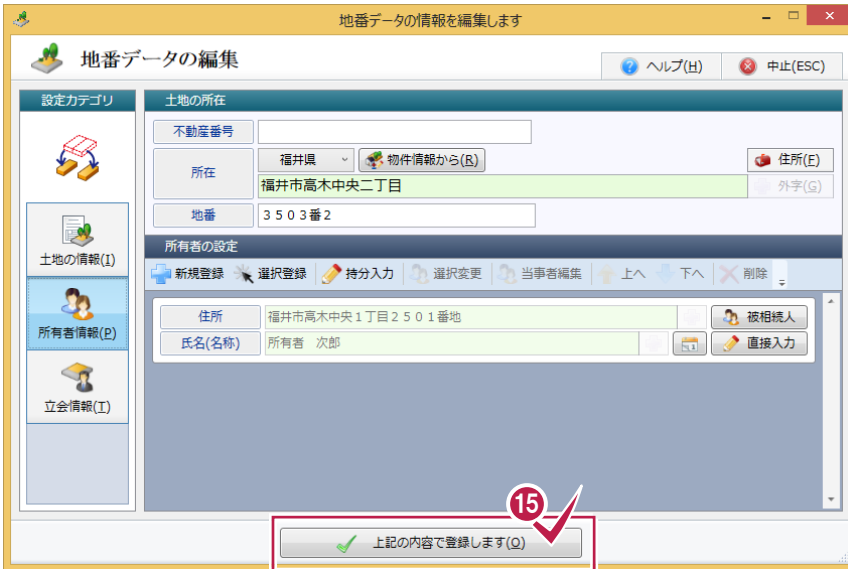 地番データの情報を編集します
地番データの編集
ヘルプ(H) 中止(ESC)
設定カテゴリ
土地の所在
不動産番号
所在 福井県 物件情報から(R) 住所(F)
福井市高木中央二丁目 外字(G)
地番 3503番2
土地の情報(I)
所有者の設定
新規登録 選択登録 持分入力 選択変更 当事者編集 上へ 下へ 削除
所有者情報(P)
住所 福井市高木中央1丁目2501番地 被相続人
氏名(名称) 所有者 次郎 直接入力
立会情報(T)
15
上記の内容で登録します(O)